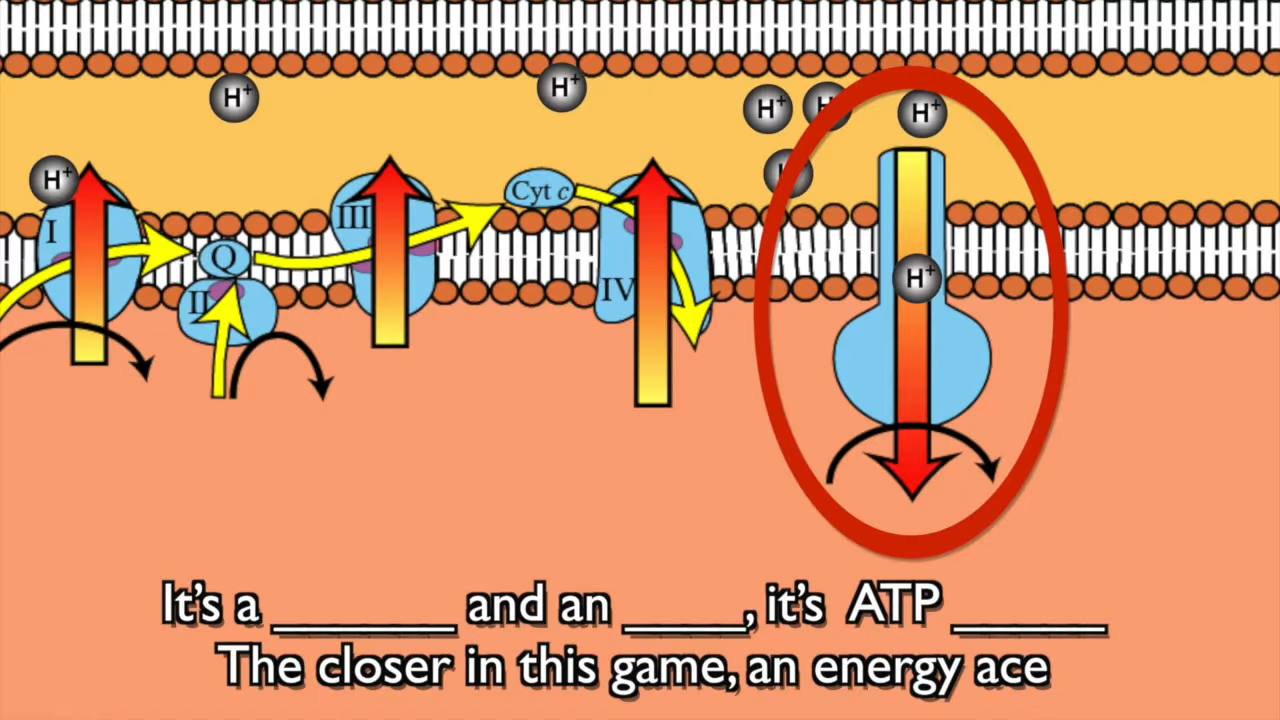 H⁺
H⁺
H⁺
H⁺
H⁺
H⁺
I
III
Cyt c
Q
II
IV
H⁺
It's a _______ and an _____, it's ATP ______
The closer in this game, an energy ace